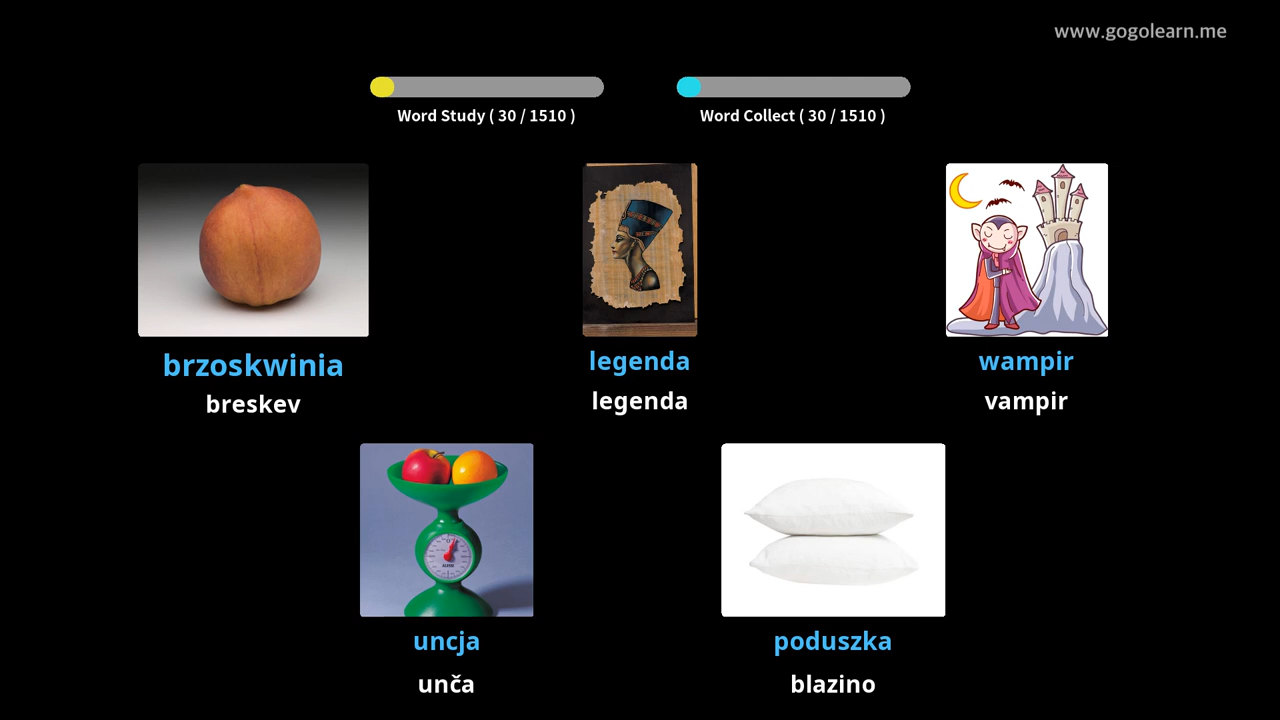 www.gogolearn.me
Word Study ( 30 / 1510 )
Word Collect ( 30 / 1510 )
brzoskwinia
breskev
legenda
legenda
wampir
vampir
uncja
unča
poduszka
blazino